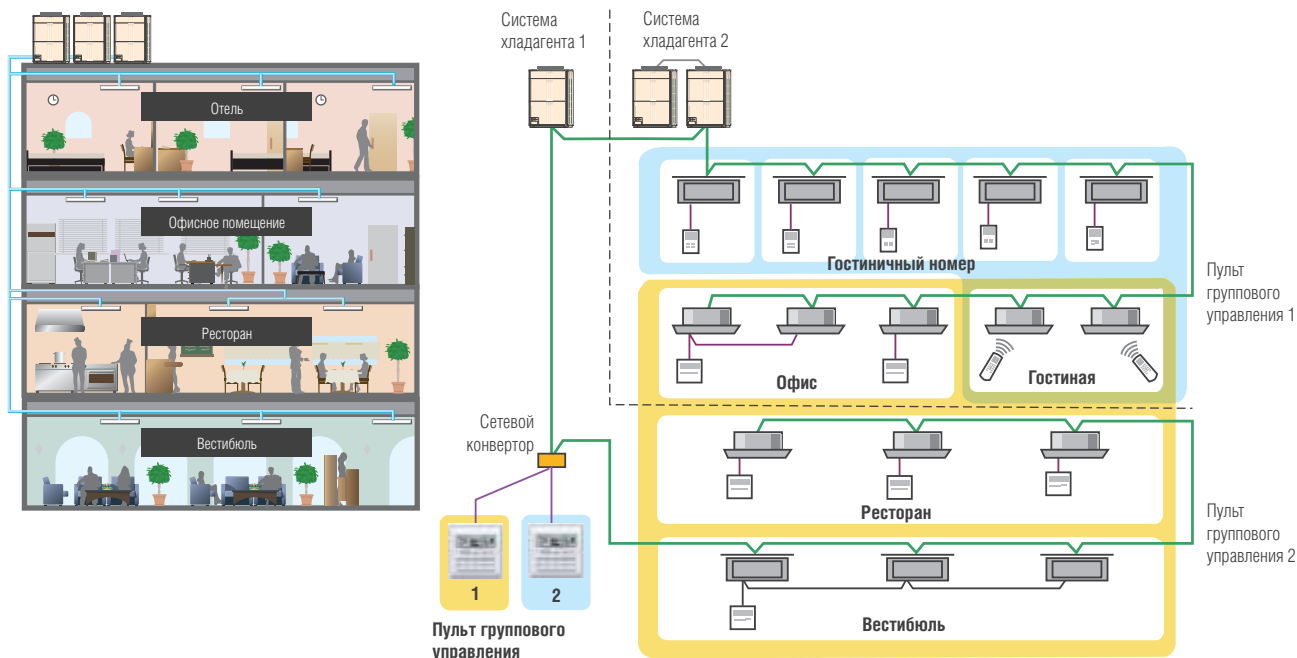 Отель
Офисное помещение
Ресторан
Вестибюль
Система
хладагента 1
Система
хладагента 2
Гостиничный номер
Пульт
группового
управления 1
Офис
Гостиная
Сетевой
конвертор
Ресторан
Пульт
группового
управления 2
1
2
Вестибюль
Пульт группового
управления